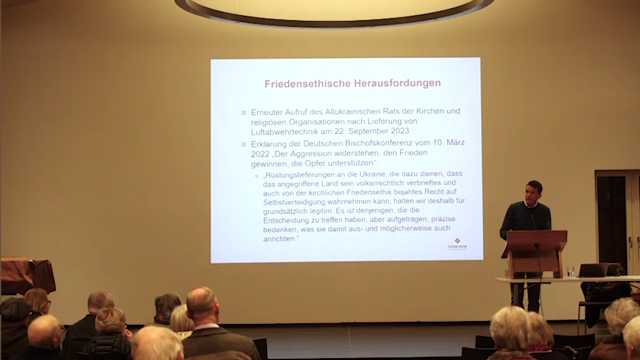 Friedensethische Herausfordungen
Erneuter Aufruf des Allukrainischen Rats der Kirchen und
religiösen Organisationen nach Lieferung von
Luftabwehrtechnik am 22. September 2023
Erklärung der Deutschen Bischofskonferenz vom 10. März
2022 „Der Aggression widerstehen, den Frieden
gewinnen, die Opfer unterstützen“.
„Rüstungslieferungen an die Ukraine, die dazu dienen, dass
das angegriffene Land sein völkerrechtlich verbrieftes und
auch von der kirchlichen Friedensethik bejahtes Recht auf
Selbstverteidigung wahrnehmen kann, halten wir deshalb für
grundsätzlich legitim. Es ist denjenigen, die die
Entscheidung zu treffen haben, aber aufgetragen, präzise
bedenken, was sie damit aus- und möglicherweise auch
anrichten.“